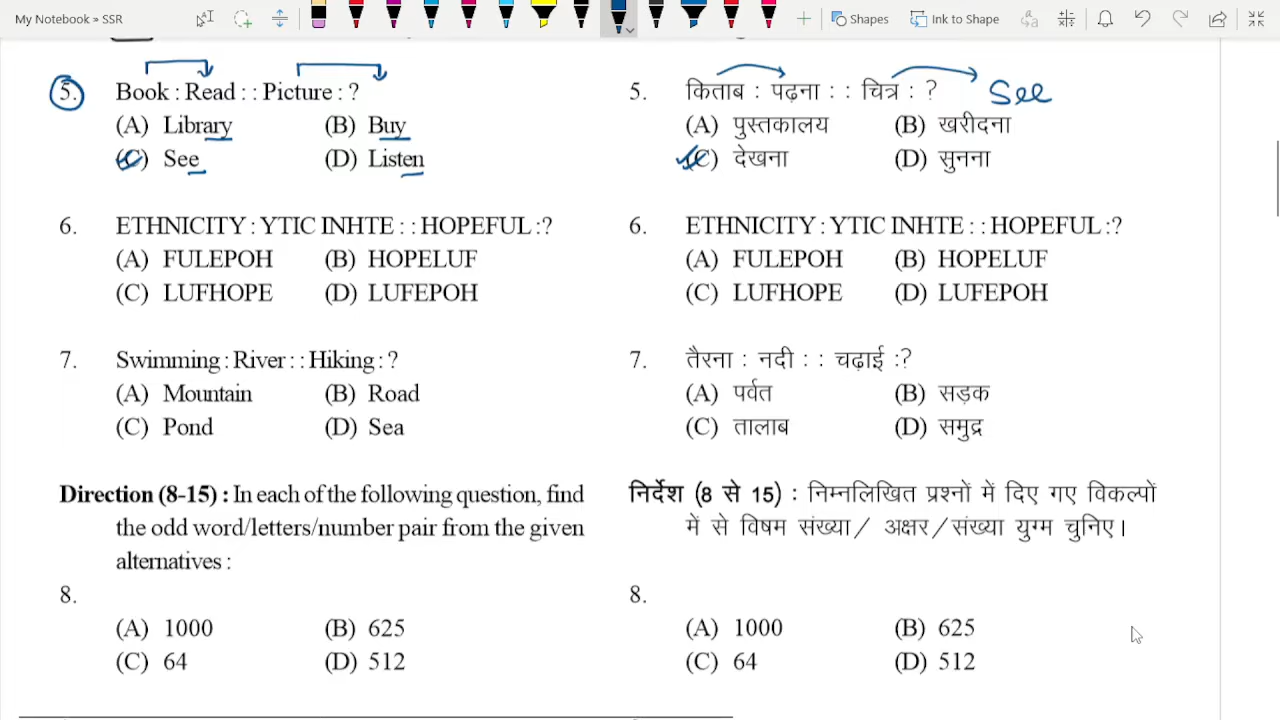 My Notebook » SSR
Shapes
Ink to Shape
5. Book : Read : : Picture : ?
(A) Library (B) Buy
(C) See (D) Listen
6. ETHNICITY : YTIC INHTE : : HOPEFUL :?
(A) FULEPOH (B) HOPELUF
(C) LUFHOPE (D) LUFEPOH
7. Swimming : River : : Hiking : ?
(A) Mountain (B) Road
(C) Pond (D) Sea
Direction (8-15) : In each of the following question, find
the odd word/letters/number pair from the given
alternatives :
8.
(A) 1000 (B) 625
(C) 64 (D) 512
5. किताब : पढ़ना : : चित्र : ? See
(A) पुस्तकालय (B) खरीदना
(C) देखना (D) सुनना
6. ETHNICITY : YTIC INHTE : : HOPEFUL :?
(A) FULEPOH (B) HOPELUF
(C) LUFHOPE (D) LUFEPOH
7. तैरना : नदी : : चढ़ाई :?
(A) पर्वत (B) सड़क
(C) तालाब (D) समुद्र
निर्देश (8 से 15) : निम्नलिखित प्रश्नों में दिए गए विकल्पों
में से विषम संख्या/ अक्षर/संख्या युग्म चुनिए।
8.
(A) 1000 (B) 625
(C) 64 (D) 512